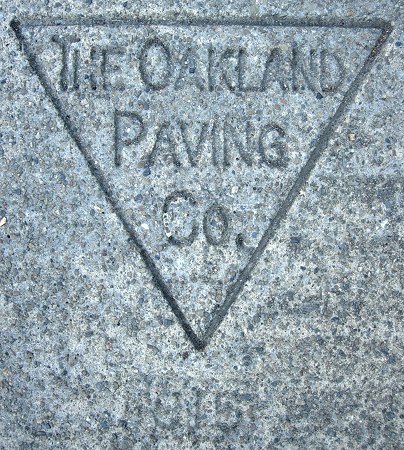 THE OAKLAND
PAVING
Co.